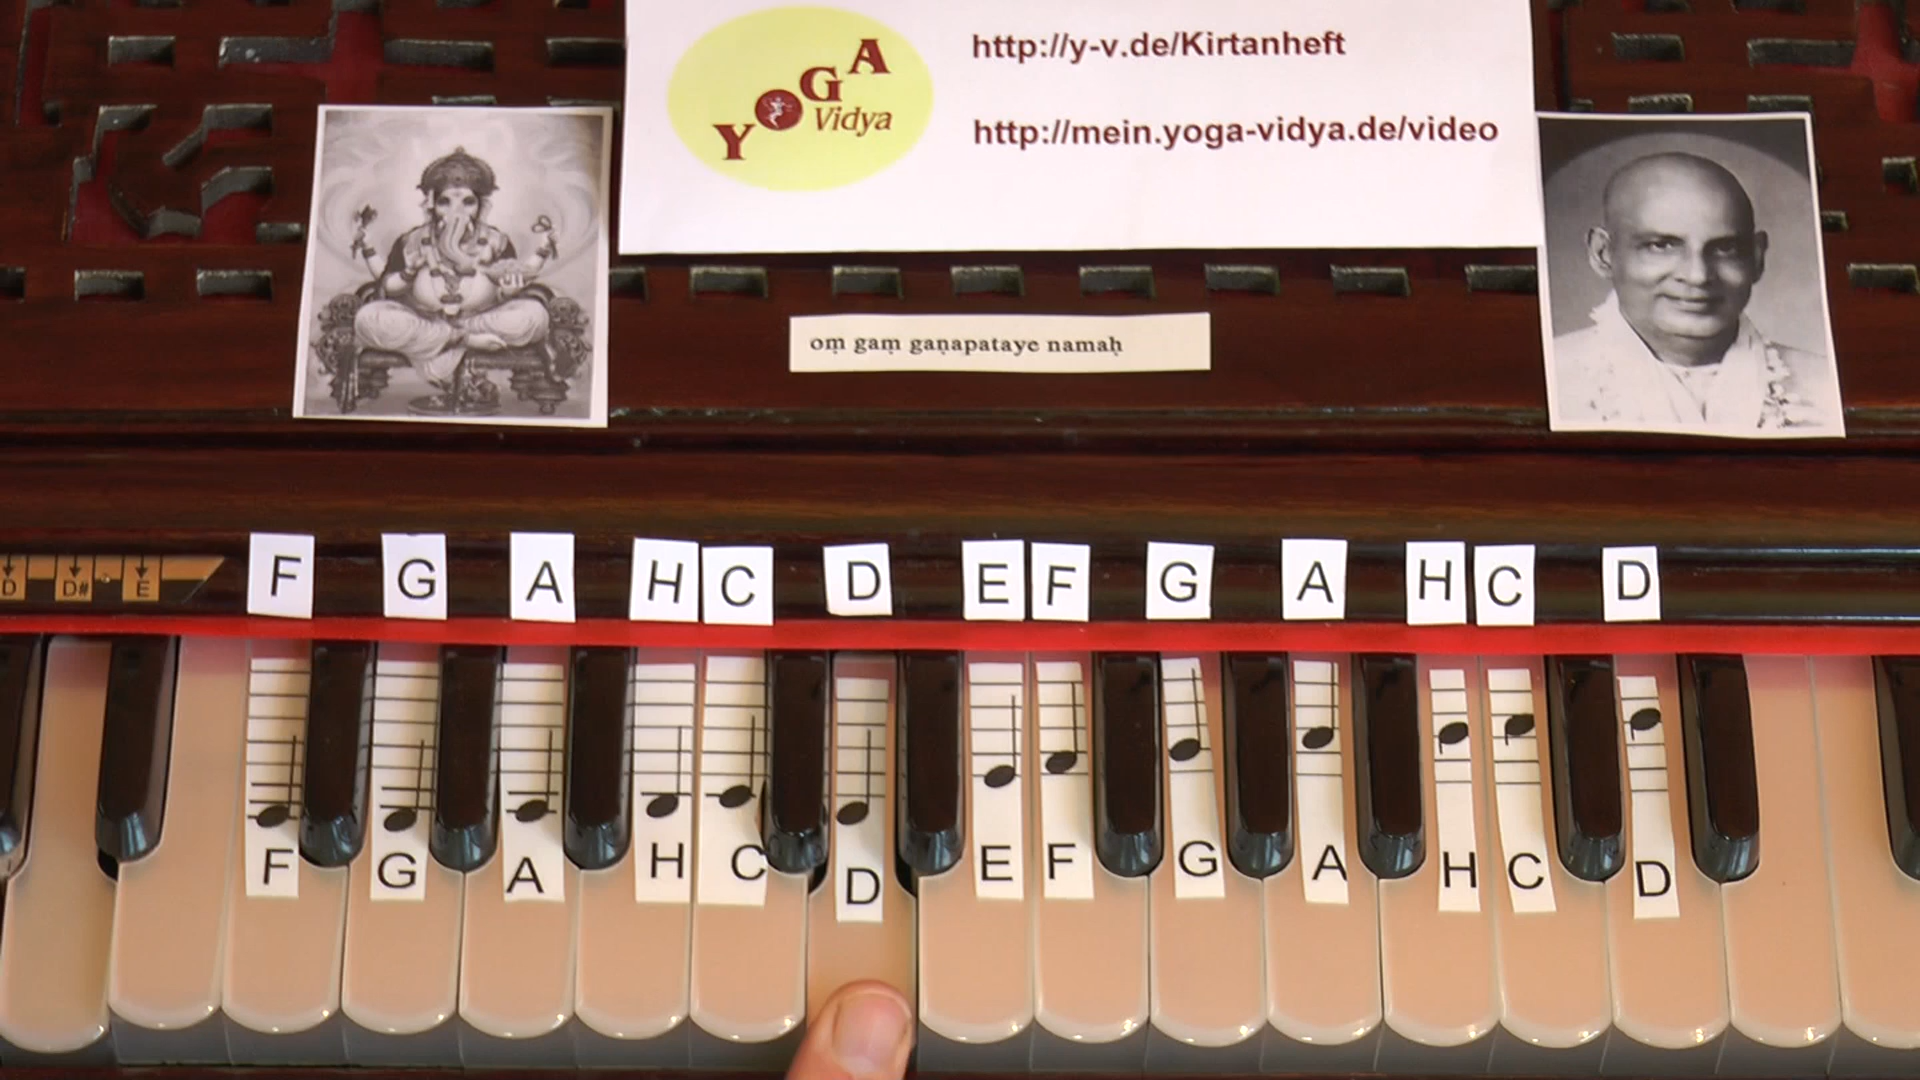 YOGA
Vidya
http://y-v.de/Kirtanheft
http://mein.yoga-vidya.de/video
oṃ gaṃ gaṇapataye namaḥ
D D# E
F G A H C D E F G A H C D
F G A H C D E F G A H C D